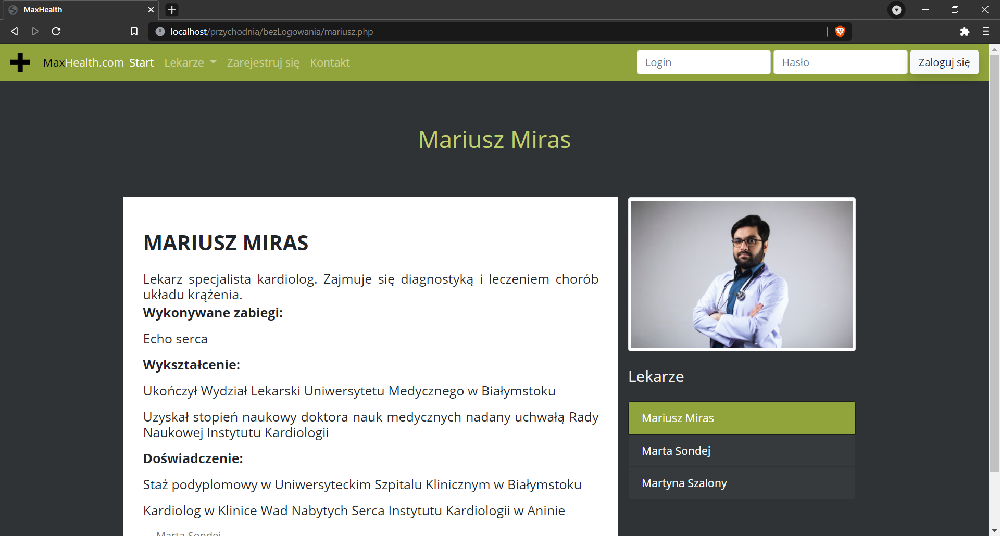 MaxHealth
localhost/przychodnia/bezLogowania/mariusz.php
MaxHealth.com Start Lekarze Zarejestruj się Kontakt Login Hasło Zaloguj się
Mariusz Miras
MARIUSZ MIRAS
Lekarz specjalista kardiolog. Zajmuje się diagnostyką i leczeniem chorób
układu krążenia.
Wykonywane zabiegi:
Echo serca
Wykształcenie:
Ukończył Wydział Lekarski Uniwersytetu Medycznego w Białymstoku
Uzyskał stopień naukowy doktora nauk medycznych nadany uchwałą Rady
Naukowej Instytutu Kardiologii
Doświadczenie:
Staż podyplomowy w Uniwersyteckim Szpitalu Klinicznym w Białymstoku
Kardiolog w Klinice Wad Nabytych Serca Instytutu Kardiologii w Aninie
Marta Sondej
Lekarze
Mariusz Miras
Marta Sondej
Martyna Szalony